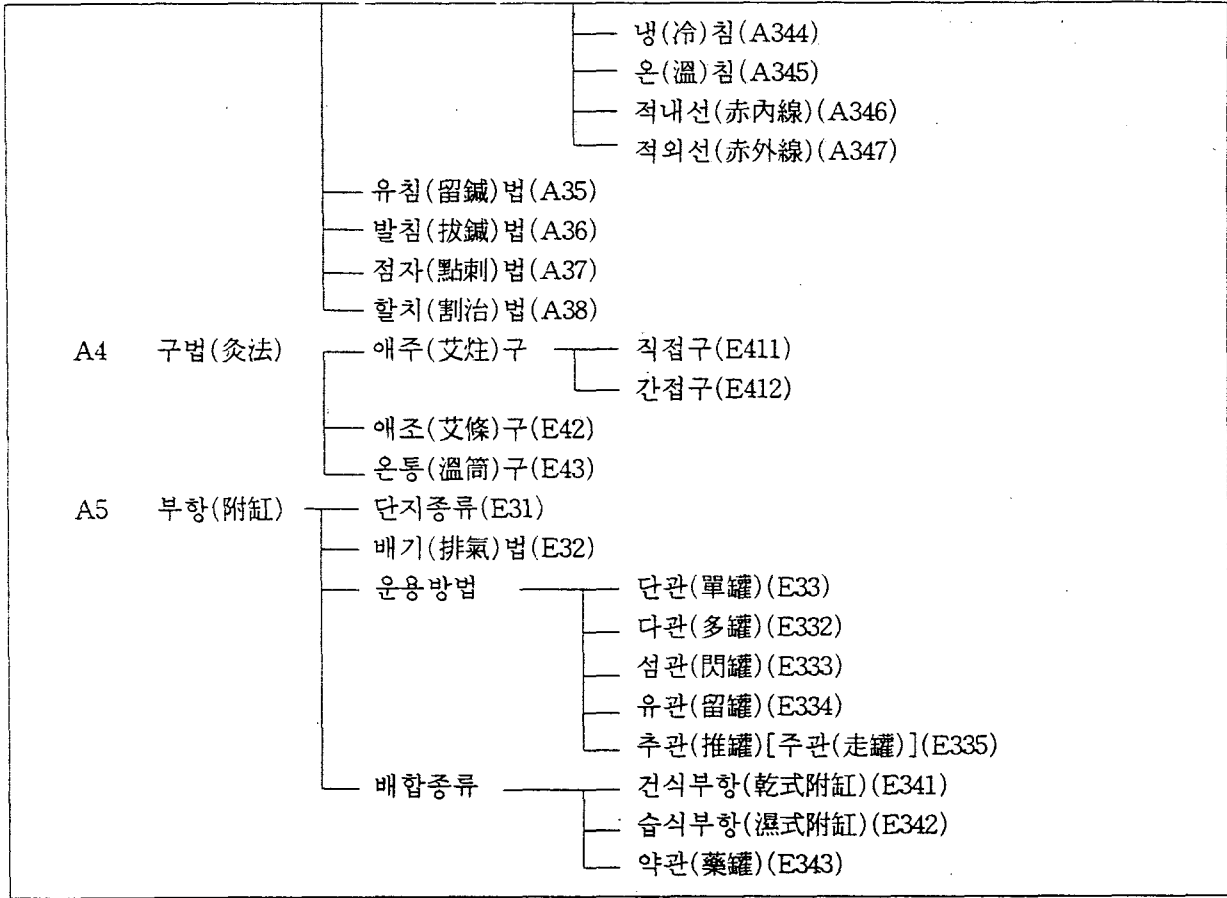 냉(冷)침(A344)
온(溫)침(A345)
적내선(赤內線)(A346)
적외선(赤外線)(A347)
유침(留鍼)법(A35)
발침(拔鍼)법(A36)
점자(點刺)법(A37)
할치(割治)법(A38)
A4 구법(灸法) 애주(艾炷)구 직접구(E411)
간접구(E412)
애조(艾條)구(E42)
온통(溫筒)구(E43)
A5 부항(附缸) 단지종류(E31)
배기(排氣)법(E32)
운용방법 단관(單罐)(E33)
다관(多罐)(E332)
섬관(閃罐)(E333)
유관(留罐)(E334)
추관(推罐)[주관(走罐)](E335)
배합종류 건식부항(乾式附缸)(E341)
습식부항(濕式附缸)(E342)
약관(藥罐)(E343)